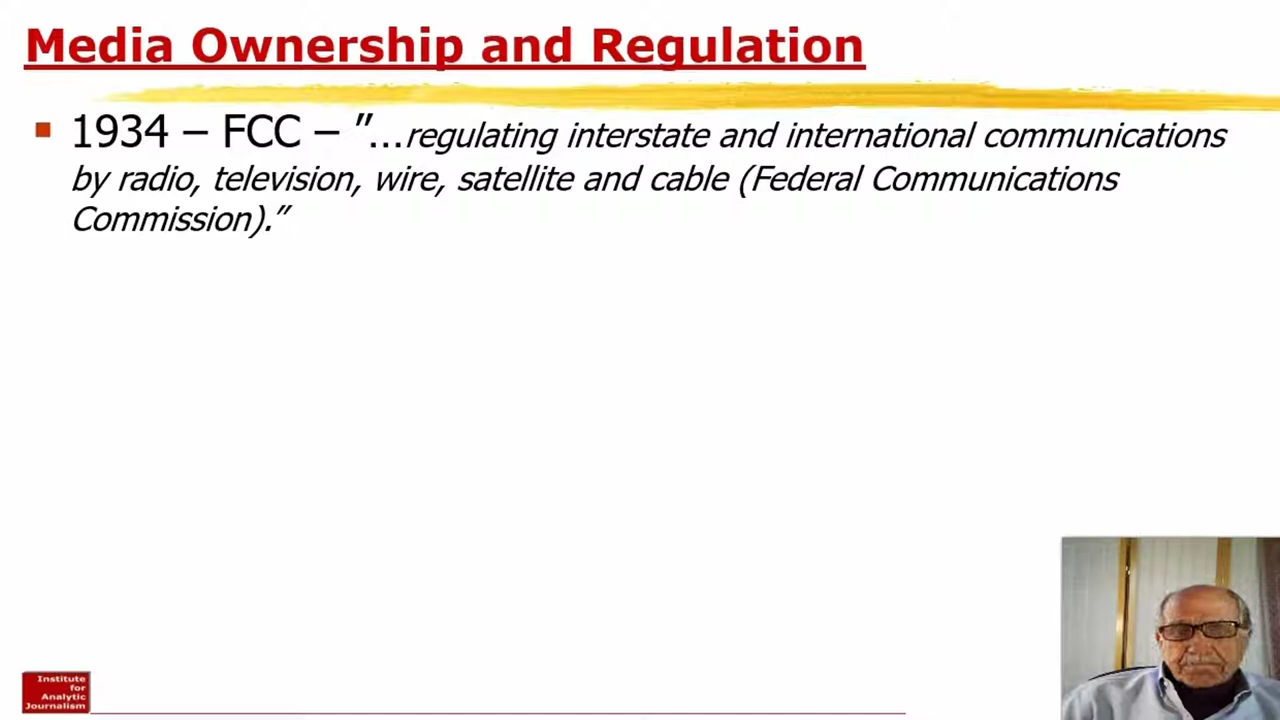 Media Ownership and Regulation
▪ 1934 – FCC – "...regulating interstate and international communications
by radio, television, wire, satellite and cable (Federal Communications
Commission)."
Institute
for
Analytic
Journalism